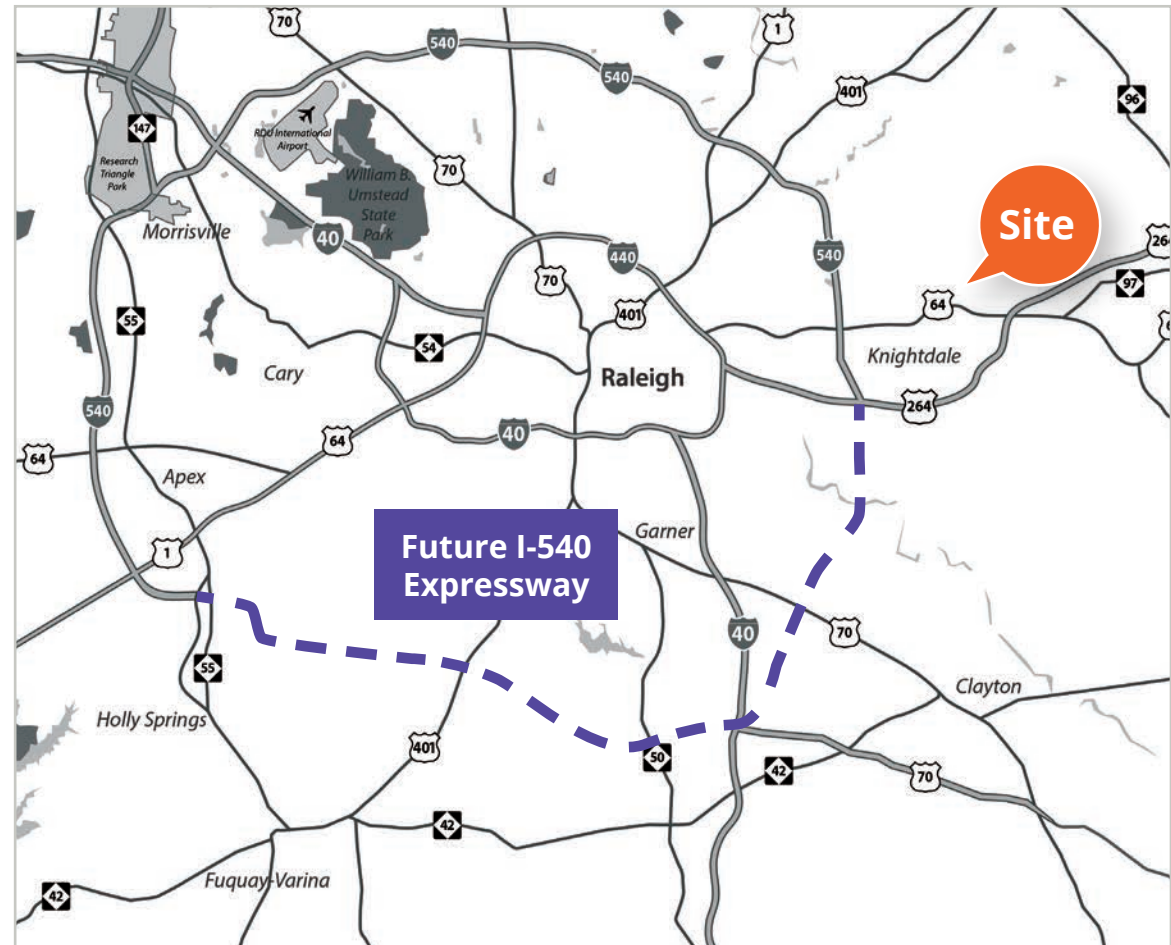 70
1
540
540
401
96
147
RDU International
Airport
Research
Triangle
Park
70
William B.
Umstead
State
Park
Site
Morrisville
40
440
540
264
97
70
401
64
55
54
Knightdale
Cary
Raleigh
540
264
64
40
64
Apex
Future I-540
Expressway
Garner
1
40
70
55
Clayton
Holly Springs
401
50
42
70
42
Fuquay-Varina
42